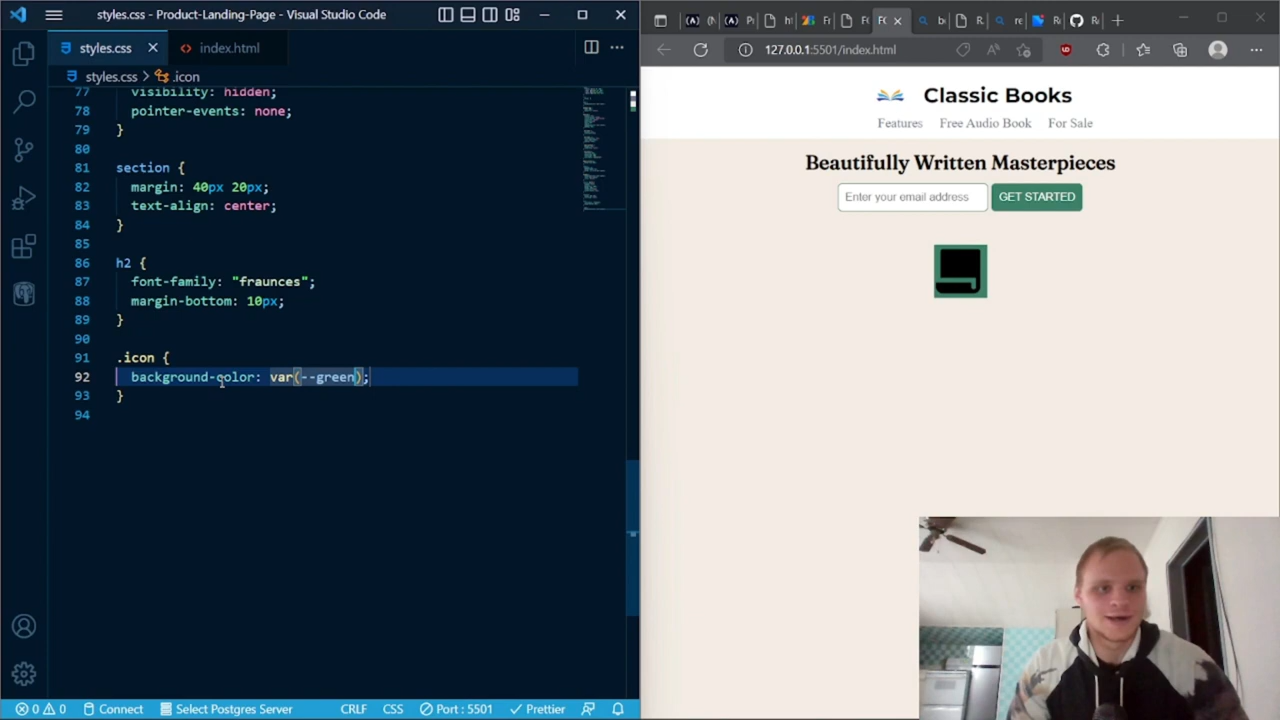 styles.css - Product-Landing-Page - Visual Studio Code
styles.css
index.html
styles.css > .icon
77 visibility: hidden;
78 pointer-events: none;
79 }
80
81 section {
82 margin: 40px 20px;
83 text-align: center;
84 }
85
86 h2 {
87 font-family: "fraunces";
88 margin-bottom: 10px;
89 }
90
91 .icon {
92 background-color: var(--green);
93 }
94
0 0 Connect Select Postgres Server CRLF CSS Port : 5501 Prettier
127.0.0.1:5501/index.html
Classic Books
Features Free Audio Book For Sale
Beautifully Written Masterpieces
Enter your email address GET STARTED